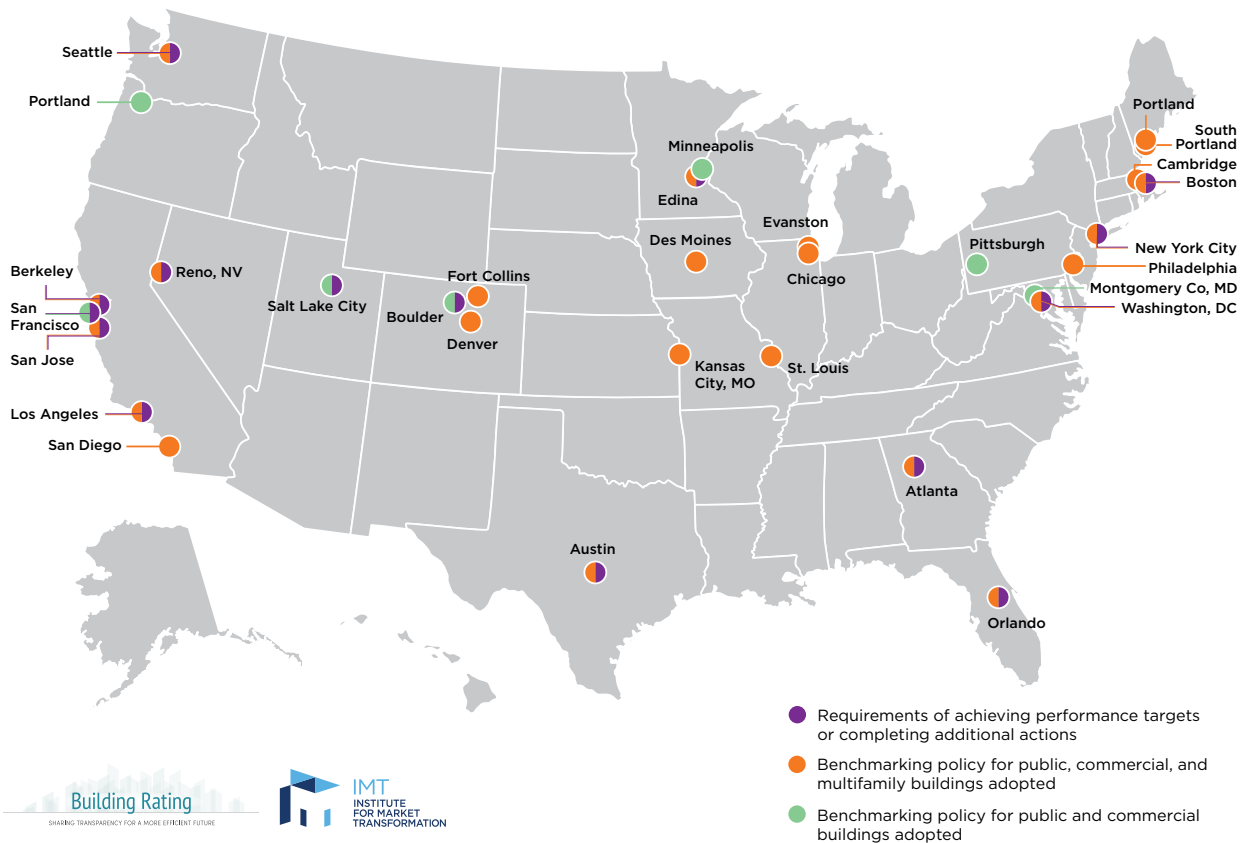 Seattle
Portland
Portland
South
Portland
Minneapolis
Cambridge
Boston
Edina
Evanston
Des Moines
Pittsburgh
New York City
Berkeley
Reno, NV
Fort Collins
Chicago
Philadelphia
Salt Lake City
Montgomery Co, MD
San
Francisco
Boulder
Washington, DC
Denver
San Jose
Kansas
City, MO
St. Louis
Los Angeles
San Diego
Atlanta
Austin
Orlando
Requirements of achieving performance targets
or completing additional actions
Benchmarking policy for public, commercial, and
multifamily buildings adopted
Benchmarking policy for public and commercial
buildings adopted
Building Rating
SHARING TRANSPARENCY FOR A MORE EFFICIENT FUTURE
IMT
INSTITUTE
FOR MARKET
TRANSFORMATION